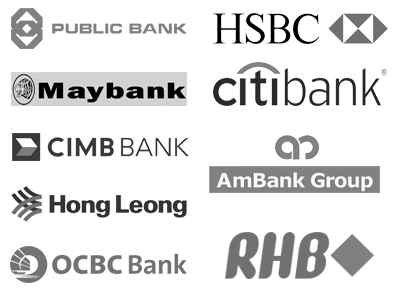 PUBLIC BANK
HSBC
Maybank
citibank®
CIMB BANK
AmBank Group
Hong Leong
OCBC Bank
RHB